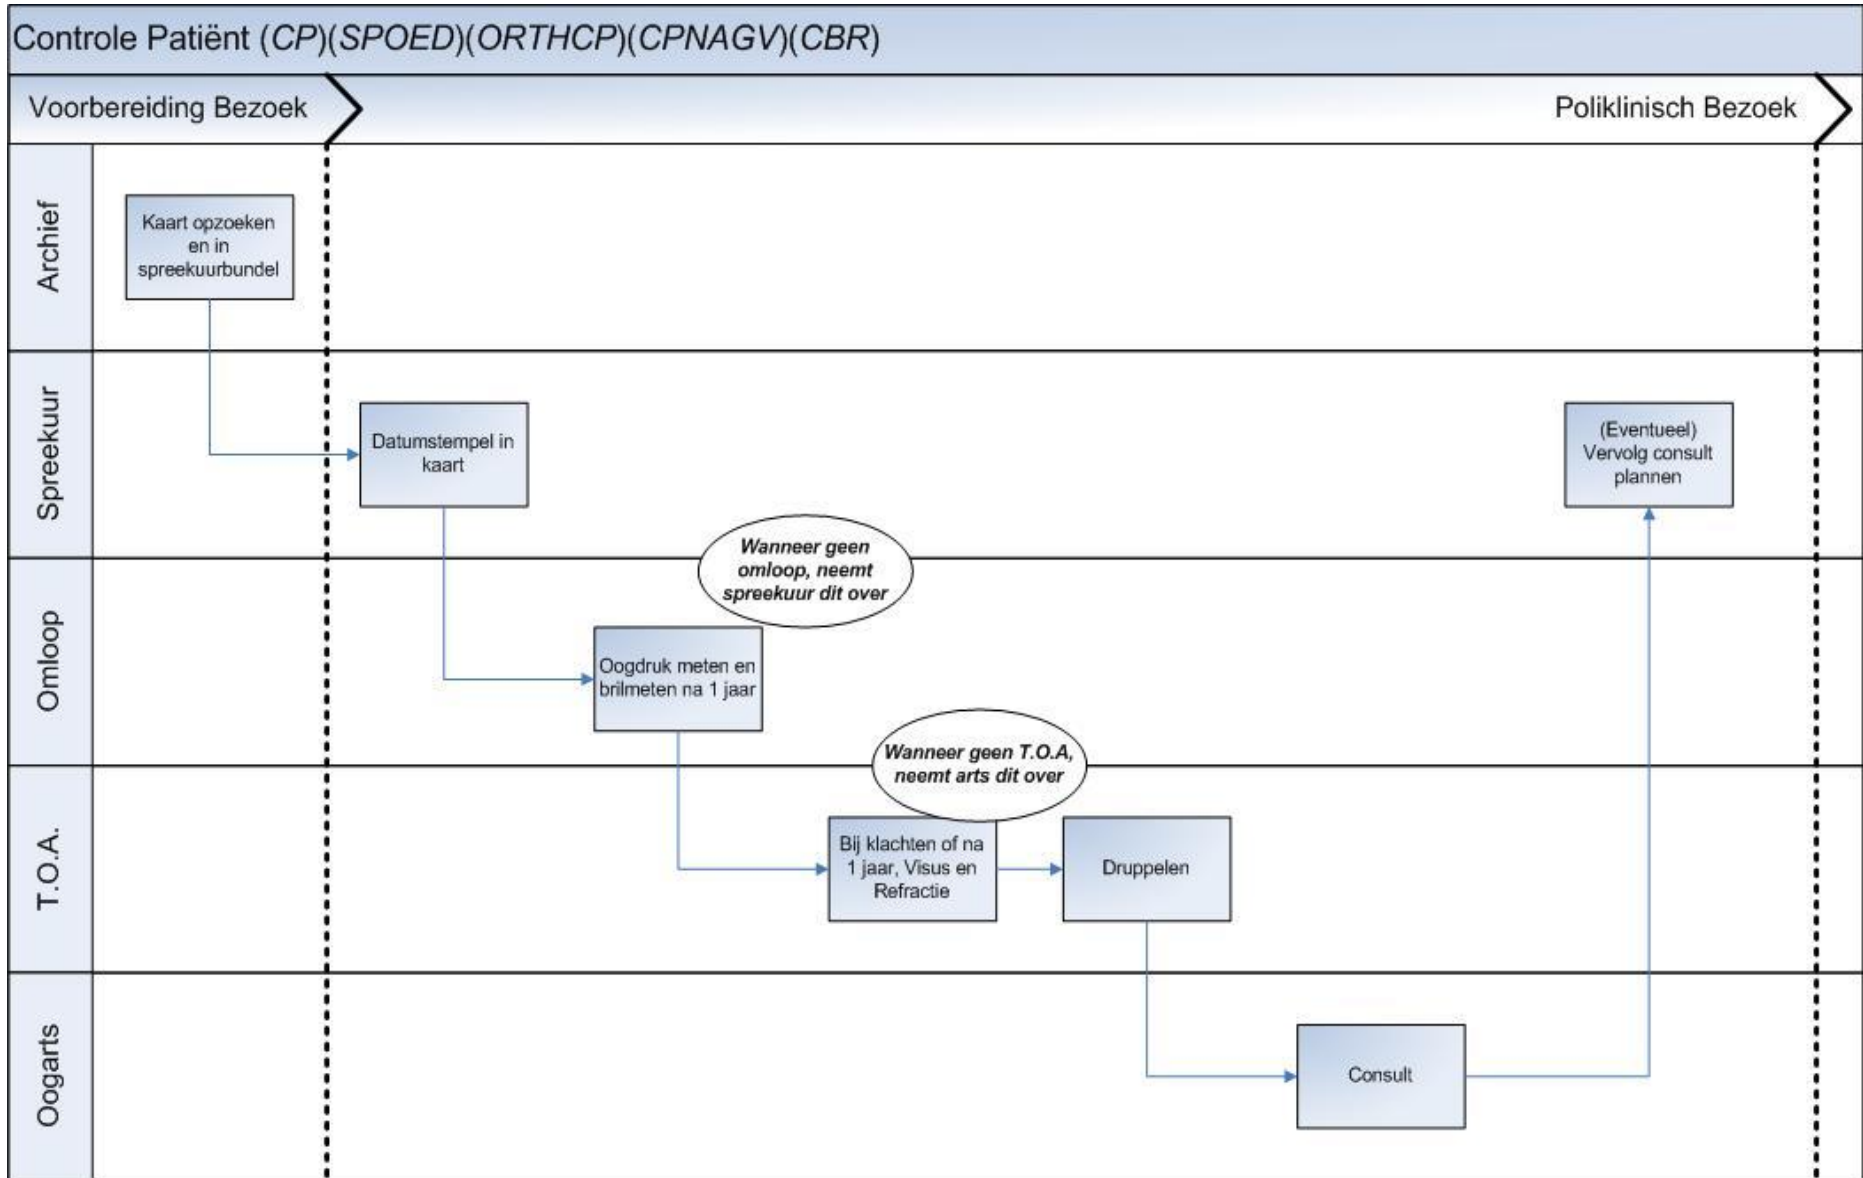 Controle Patiënt (CP)(SPOED)(ORTHCP)(CPNAGV)(CBR)
Voorbereiding Bezoek
Poliklinisch Bezoek
Archief
Kaart opzoeken
en in
spreekuurbundel
Spreekuur
Datumstempel in
kaart
(Eventueel)
Vervolg consult
plannen
Wanneer geen
omloop, neemt
spreekuur dit over
Omloop
Oogdruk meten en
brilmeten na 1 jaar
Wanneer geen T.O.A,
neemt arts dit over
T.O.A.
Bij klachten of na
1 jaar, Visus en
Refractie
Druppelen
Oogarts
Consult